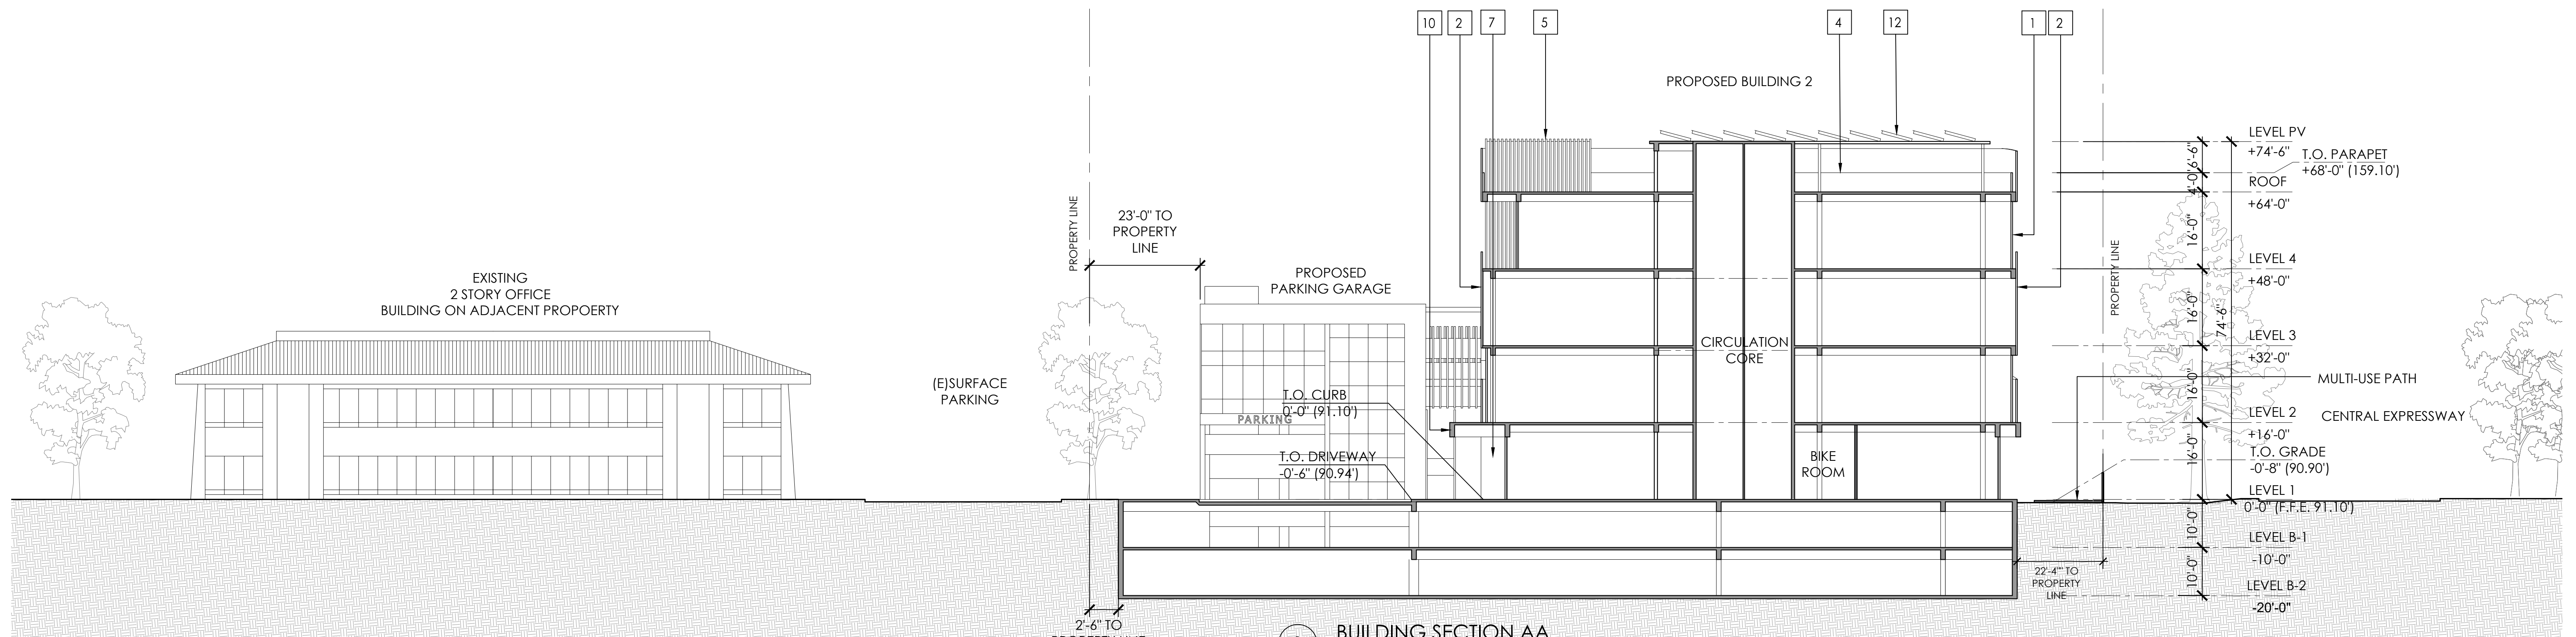 10
2
7
5
4
12
1
2
PROPOSED BUILDING 2
LEVEL PV
+74'-6"
T.O. PARAPET
+68'-0" (159.10')
ROOF
+64'-0"
LEVEL 4
+48'-0"
LEVEL 3
+32'-0"
MULTI-USE PATH
LEVEL 2
+16'-0"
CENTRAL EXPRESSWAY
T.O. GRADE
-0'-8" (90.90')
LEVEL 1
0'-0" (F.F.E. 91.10')
LEVEL B-1
-10'-0"
LEVEL B-2
-20'-0"
6'-6"
4'-0"
16'-0"
16'-0"
74'-6"
16'-0"
16'-0"
10'-0"
10'-0"
PROPERTY LINE
PROPERTY LINE
23'-0" TO
PROPERTY
LINE
EXISTING
2 STORY OFFICE
BUILDING ON ADJACENT PROPOERTY
(E)SURFACE
PARKING
PROPOSED
PARKING GARAGE
T.O. CURB
0'-0" (91.10')
PARKING
T.O. DRIVEWAY
-0'-6" (90.94')
CIRCULATION
CORE
BIKE
ROOM
22'-4"" TO
PROPERTY
LINE
2'-6" TO
PROPERTY LINE
BUILDING SECTION AA